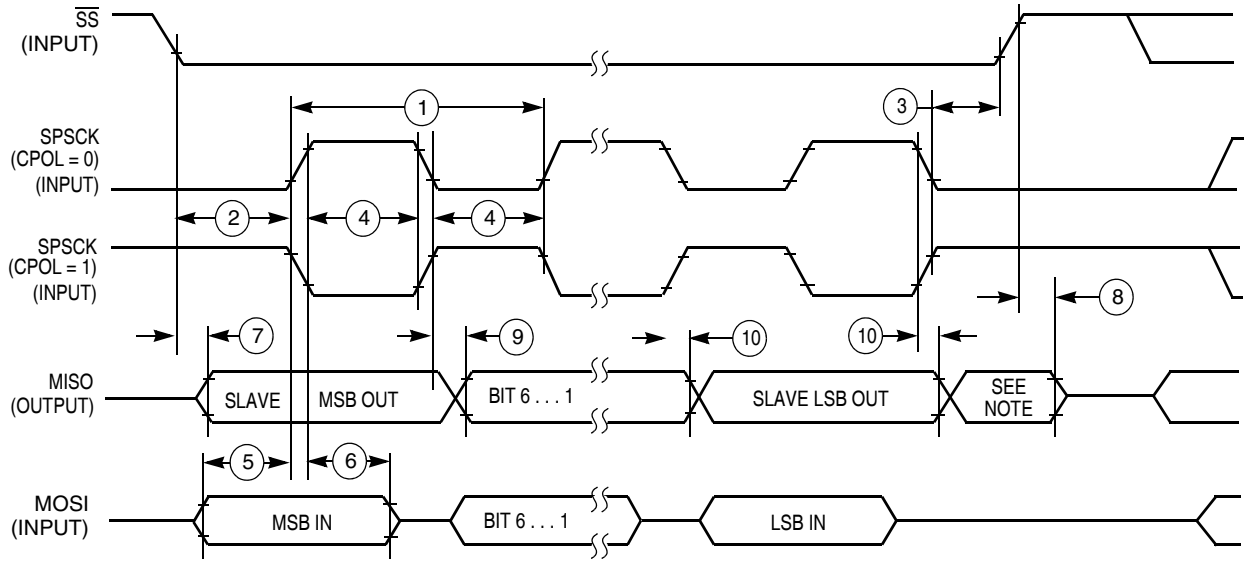 SS
(INPUT)
1
3
SPSCK
(CPOL = 0)
(INPUT)
2
4
4
SPSCK
(CPOL = 1)
(INPUT)
7
9
10
10
8
MISO
(OUTPUT)
SLAVE
MSB OUT
BIT 6 . . . 1
SLAVE LSB OUT
SEE
NOTE
5
6
MOSI
(INPUT)
MSB IN
BIT 6 . . . 1
LSB IN